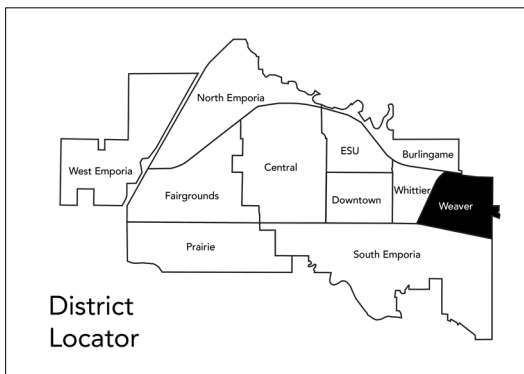 North Emporia
ESU
Burlingame
West Emporia
Central
Fairgrounds
Downtown
Whittier
Weaver
Prairie
South Emporia
District
Locator